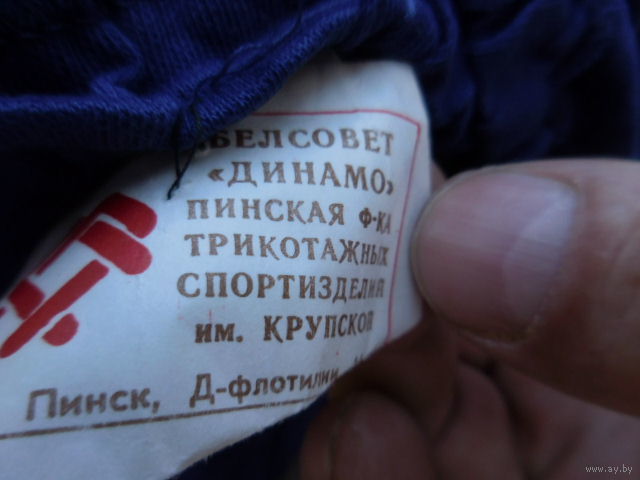 БЕЛСОВЕТ
«ДИНАМО»
ПИНСКАЯ Ф-КА
ТРИКОТАЖНЫХ
СПОРТИЗДЕЛИЙ
им. КРУПСКОЙ
Пинск, Д-флотилии
www.ay.by